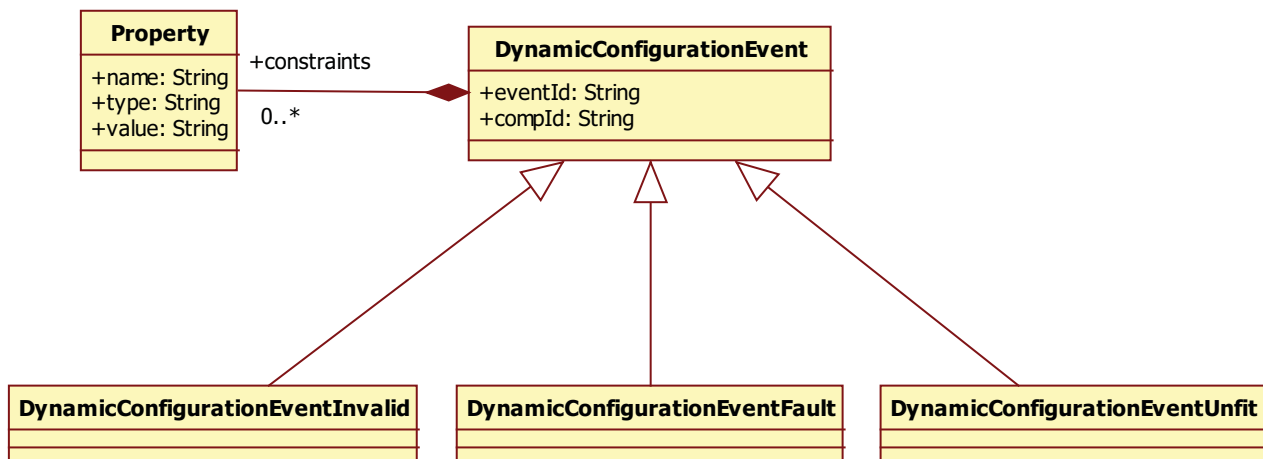 Property
+name: String
+type: String
+value: String
+constraints
0..*
DynamicConfigurationEvent
+eventId: String
+compId: String
DynamicConfigurationEventInvalid
DynamicConfigurationEventFault
DynamicConfigurationEventUnfit